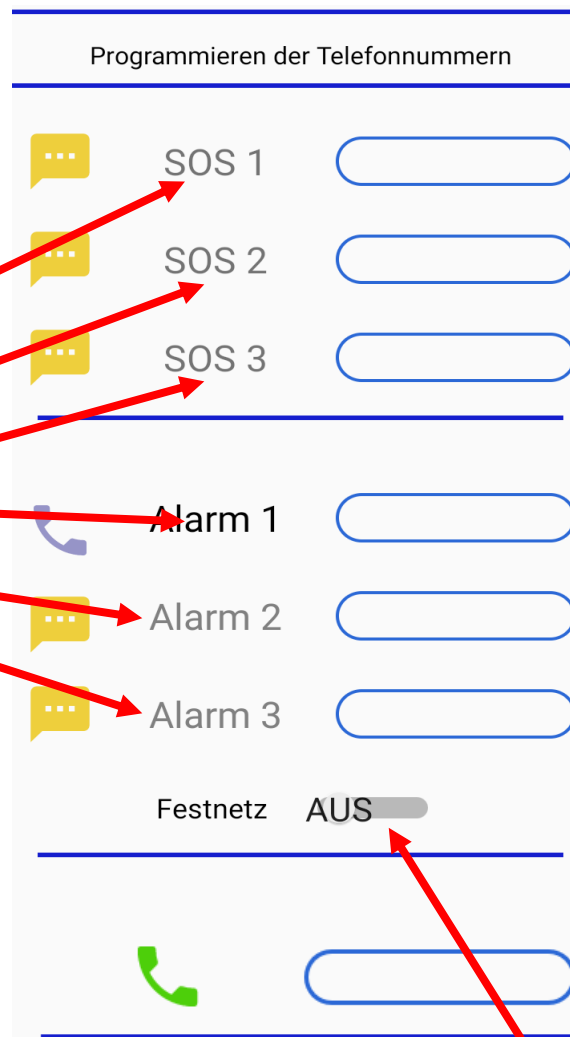 Programmieren der Telefonnummern
SOS 1
SOS 2
SOS 3
Alarm 1
Alarm 2
Alarm 3
Festnetz AUS